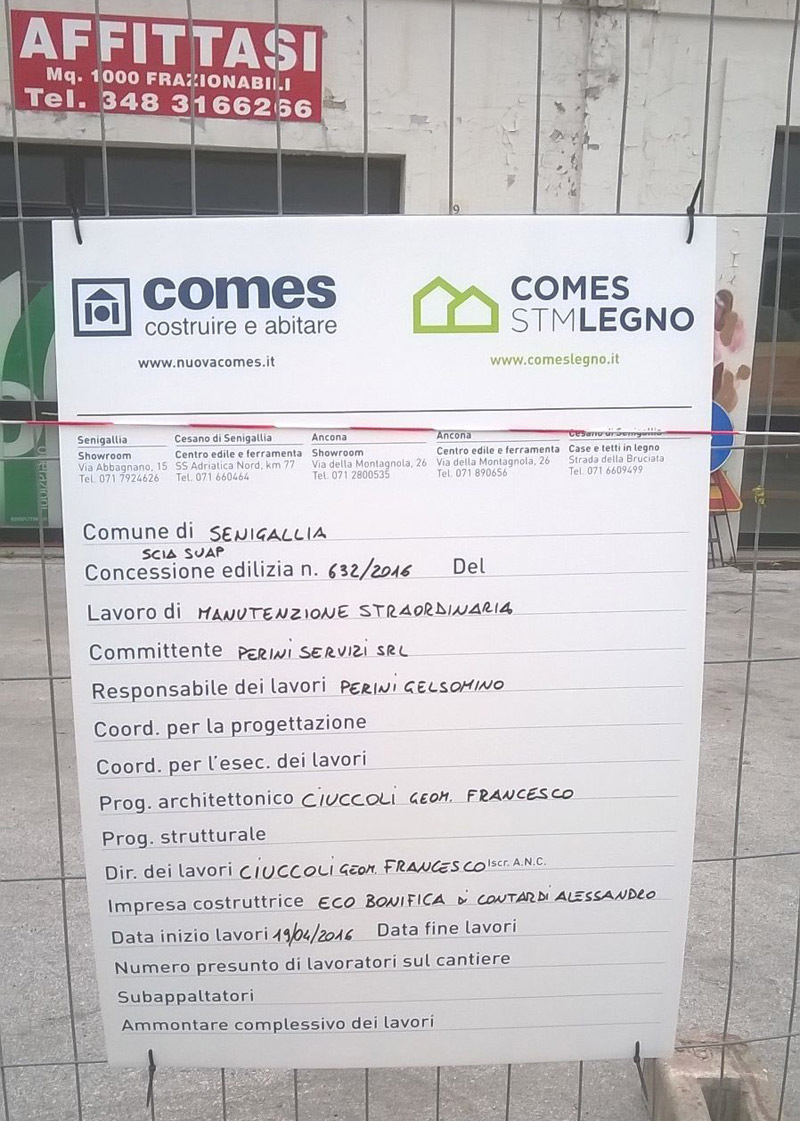 AFFITTASI
Mq. 1000 FRAZIONABILI
Tel. 348 3166266
9
comes
costruire e abitare
www.nuovacomes.it
COMES
STMLEGNO
www.comeslegno.it
Senigallia
Showroom
Via Abbagnano, 15
Tel. 071 7924626
Cesano di Senigallia
Centro edile e ferramenta
SS Adriatica Nord, km 77
Tel. 071 660464
Ancona
Showroom
Via della Montagnola, 26
Tel. 071 2800535
Ancona
Centro edile e ferramenta
Via della Montagnola, 26
Tel. 071 890656
Cesano di Senigallia
Case e tetti in legno
Strada della Bruciata
Tel. 071 6609499
Comune di SENIGALLIA
SCIA SUAP
Concessione edilizia n. 632/2016 Del
Lavoro di MANUTENZIONE STRAORDINARIA
Committente PERINI SERVIZI SRL
Responsabile dei lavori PERINI GELSOMINO
Coord. per la progettazione
Coord. per l'esec. dei lavori
Prog. architettonico CIUCCOLI GEOM. FRANCESCO
Prog. strutturale
Dir. dei lavori CIUCCOLI GEOM. FRANCESCO Iscr. A.N.C.
Impresa costruttrice ECO BONIFICA di CONTARDI ALESSANDRO
Data inizio lavori 19/04/2016 Data fine lavori
Numero presunto di lavoratori sul cantiere
Subappaltatori
Ammontare complessivo dei lavori